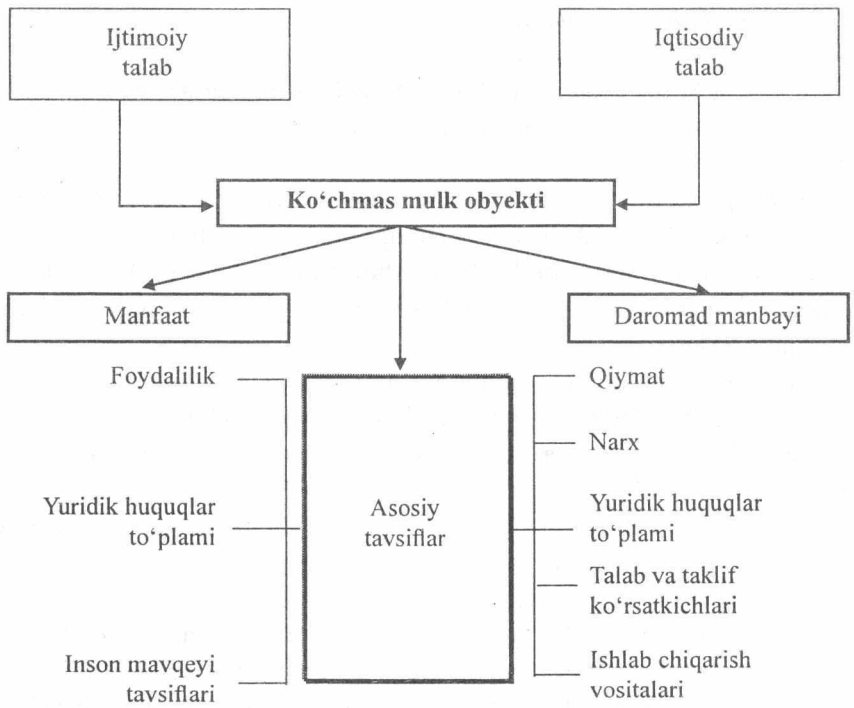 Ijtimoiy
talab
Iqtisodiy
talab
Ko‘chmas mulk obyekti
Manfaat
Daromad manbayi
Foydalilik
Yuridik huquqlar
to‘plami
Inson mavqeyi
tavsiflari
Asosiy
tavsiflar
Qiymat
Narx
Yuridik huquqlar
to‘plami
Talab va taklif
ko‘rsatkichlari
Ishlab chiqarish
vositalari